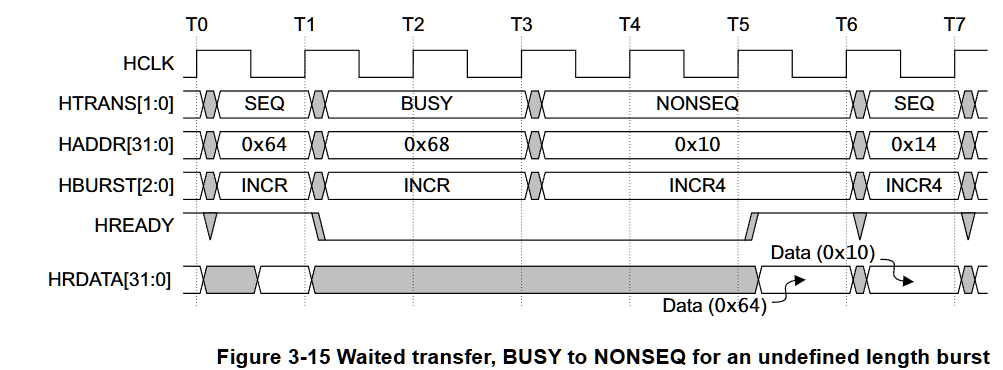 T0 T1 T2 T3 T4 T5 T6 T7
HCLK
HTRANS[1:0] SEQ BUSY NONSEQ SEQ
HADDR[31:0] 0x64 0x68 0x10 0x14
HBURST[2:0] INCR INCR INCR4 INCR4
HREADY
Data (0x10)
HRDATA[31:0]
Data (0x64)
Figure 3-15 Waited transfer, BUSY to NONSEQ for an undefined length burst